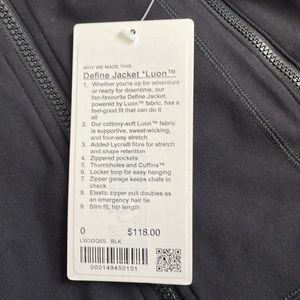 WHY WE MADE THIS
Define Jacket *Luon™
1. Whether you're up for adventure
or ready for downtime, our
fan-favourite Define Jacket,
powered by Luon™ fabric, has a
feel-good fit that can do it
all
2. Our cottony-soft Luon™ fabric
is supportive, sweat-wicking,
and four-way stretch
3. Added Lycra® fibre for stretch
and shape retention
4. Zippered pockets
5. Thumbholes and Cuffins™
6. Locker loop for easy hanging
7. Zipper garage keeps chafe in
check
8. Elastic zipper pull doubles as
an emergency hair tie
9. Slim fit, hip length
0 $118.00
LW3GQ6S BLK
000149450151